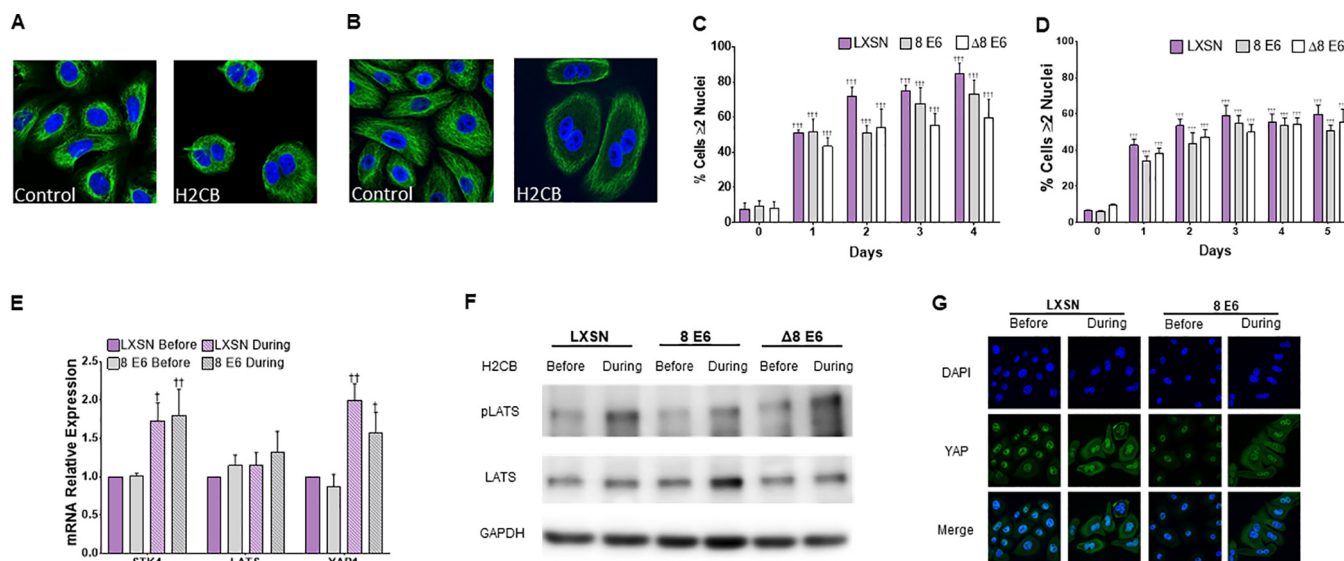 A
Control
H2CB
B
Control
H2CB
C
LXSN 8 E6 Δ8 E6
% Cells ≥2 Nuclei
100
80
60
40
20
0
††† ††† †††
††† ††† †††
††† ††† †††
††† ††† †††
0 1 2 3 4
Days
D
LXSN 8 E6 Δ8 E6
% Cells ≥2 Nuclei
100
80
60
40
20
0
††† ††† †††
††† ††† †††
††† ††† †††
††† ††† †††
††† †††
0 1 2 3 4 5
Days
E
LXSN Before LXSN During
8 E6 Before 8 E6 During
mRNA Relative Expression
2.5
2.0
1.5
1.0
0.5
0.0
† ††
†† †
STK4 LATS YAP1
F
LXSN 8 E6 Δ8 E6
H2CB Before During Before During Before During
pLATS
LATS
GAPDH
G
LXSN 8 E6
Before During Before During
DAPI
YAP
Merge